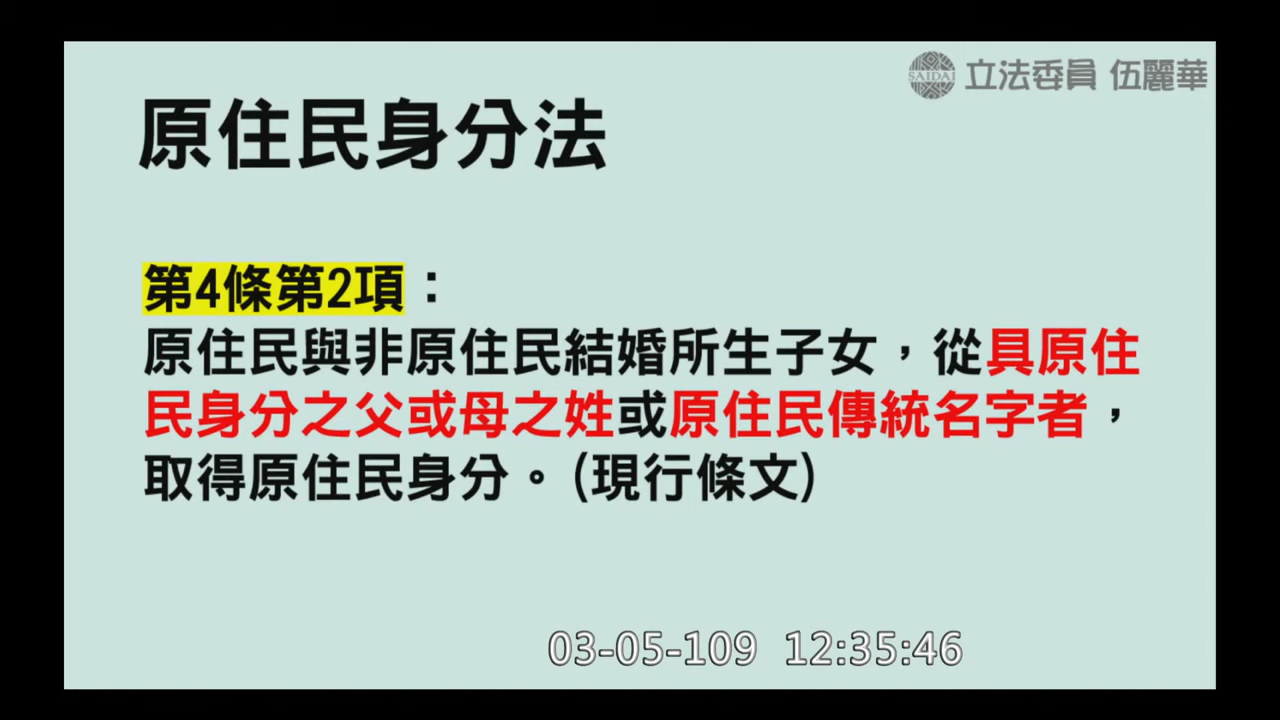 SAIDAI 立法委員 伍麗華
原住民身分法
第4條第2項：
原住民與非原住民結婚所生子女，從具原住
民身分之父或母之姓或原住民傳統名字者，
取得原住民身分。(現行條文)
03-05-109 12:35:46